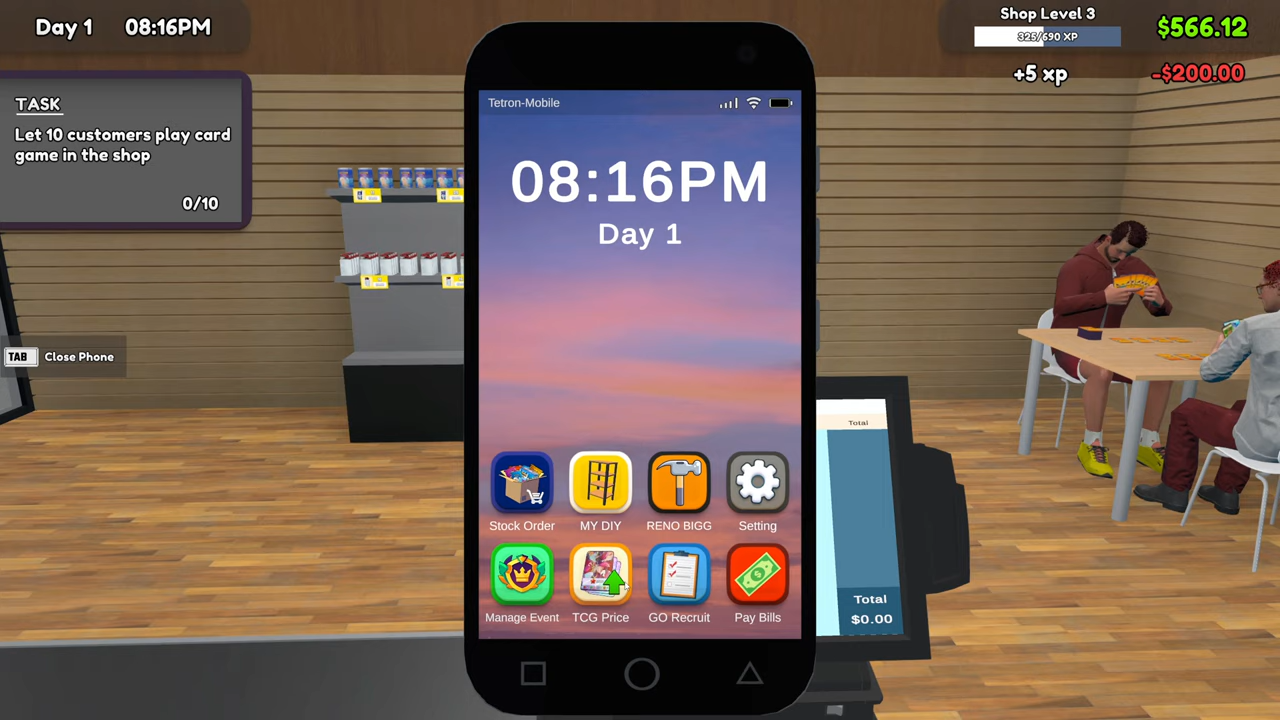 Day 1 08:16PM
Shop Level 3
325/690 XP
$566.12
+5 xp
-$200.00
TASK
Let 10 customers play card
game in the shop
0/10
TAB Close Phone
Tetron-Mobile
08:16PM
Day 1
Stock Order
MY DIY
RENO BIGG
Setting
Manage Event
TCG Price
GO Recruit
Pay Bills
Total
Total
$0.00